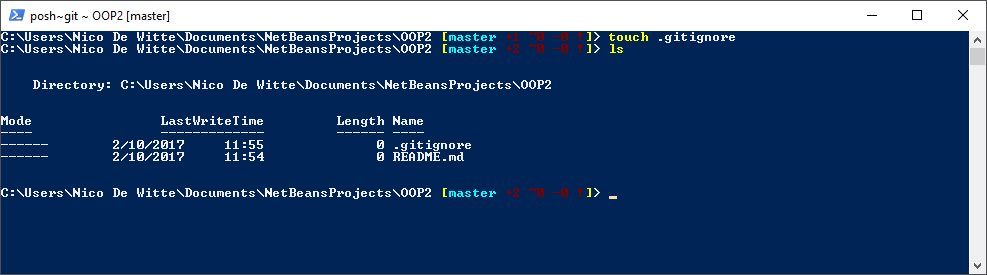 posh~git ~ OOP2 [master]
C:\Users\Nico De Witte\Documents\NetBeansProjects\OOP2 [master +1 ~0 -0 !]> touch .gitignore
C:\Users\Nico De Witte\Documents\NetBeansProjects\OOP2 [master +2 ~0 -0 !]> ls
Directory: C:\Users\Nico De Witte\Documents\NetBeansProjects\OOP2
Mode LastWriteTime Length Name
---- ------------- ------ ----
------ 2/10/2017 11:55 0 .gitignore
------ 2/10/2017 11:54 0 README.md
C:\Users\Nico De Witte\Documents\NetBeansProjects\OOP2 [master +2 ~0 -0 !]>